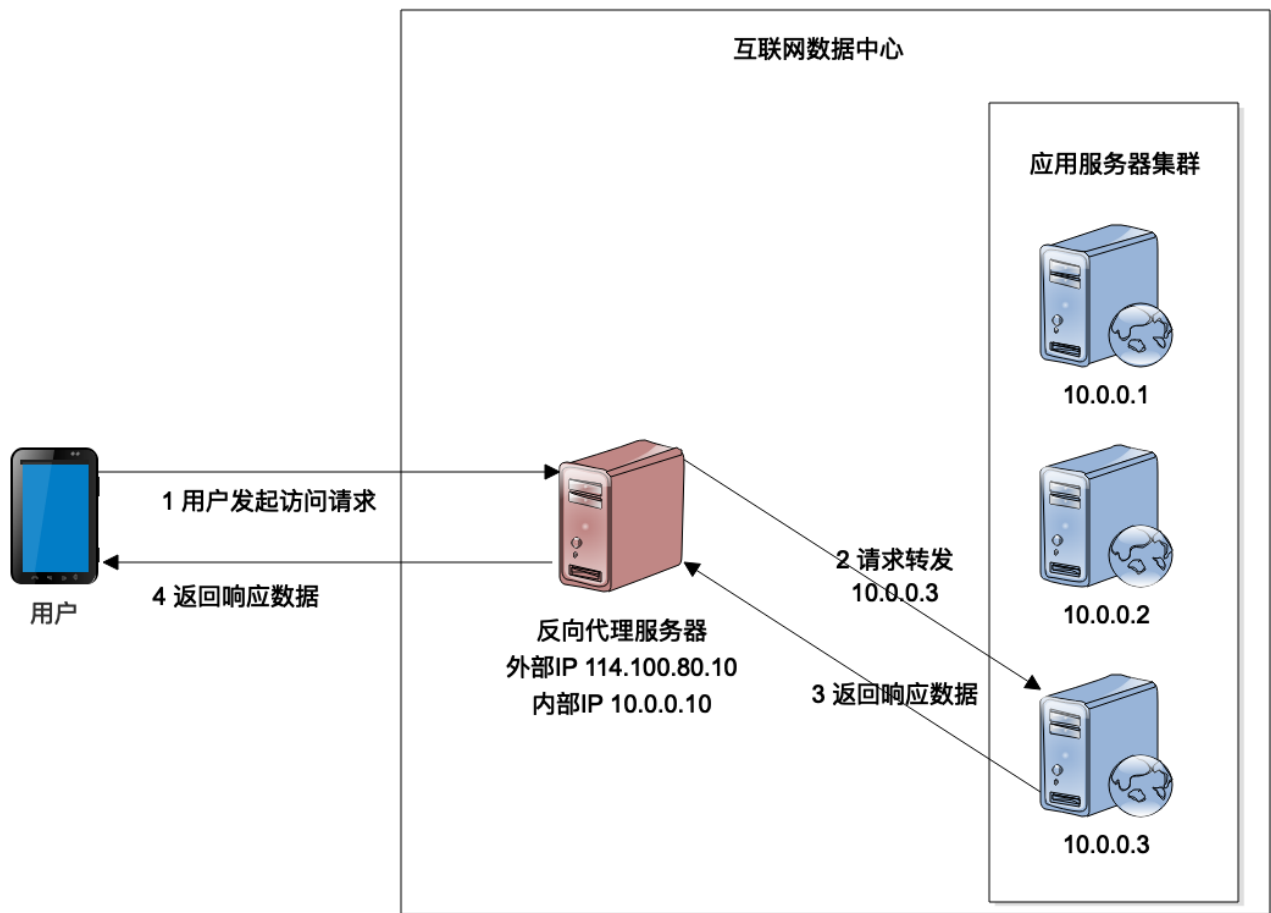 互联网数据中心
应用服务器集群
10.0.0.1
1 用户发起访问请求
2 请求转发
10.0.0.3
10.0.0.2
4 返回响应数据
用户
反向代理服务器
外部IP 114.100.80.10
内部IP 10.0.0.10
3 返回响应数据
10.0.0.3